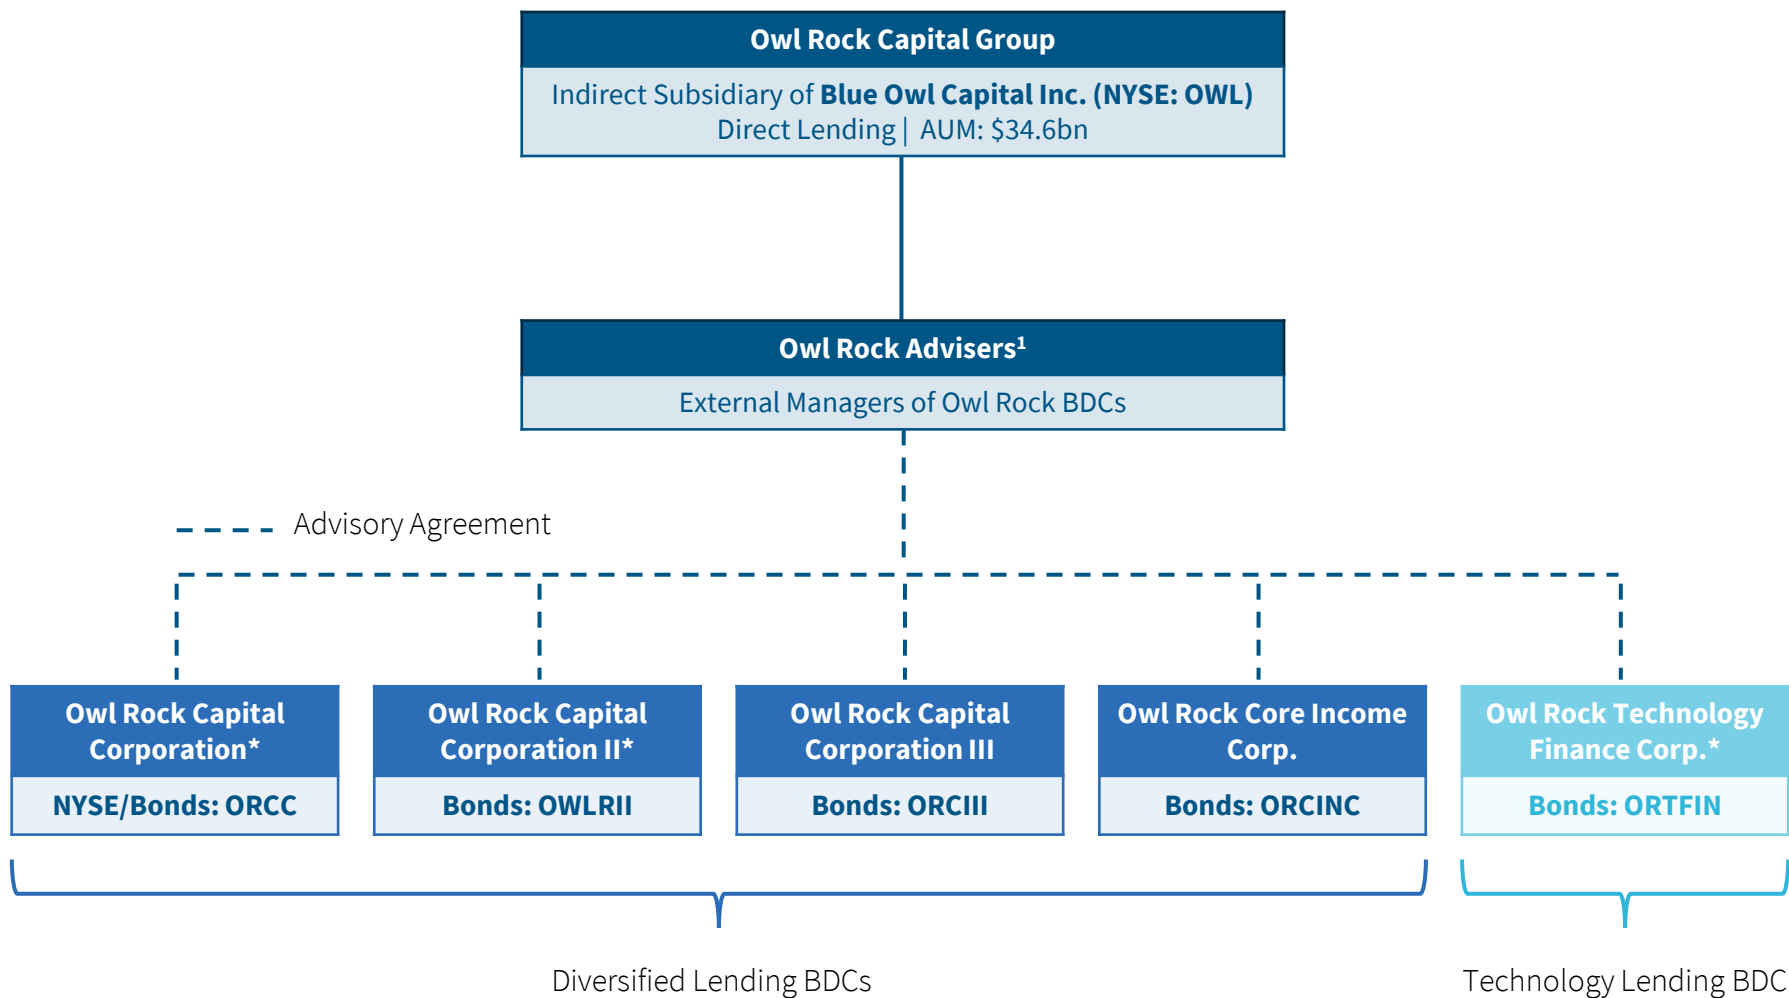 Owl Rock Capital Group
Indirect Subsidiary of Blue Owl Capital Inc. (NYSE: OWL)
Direct Lending | AUM: $34.6bn
Owl Rock Advisers¹
External Managers of Owl Rock BDCs
Advisory Agreement
Owl Rock Capital
Corporation*
NYSE/Bonds: ORCC
Owl Rock Capital
Corporation II*
Bonds: OWLRII
Owl Rock Capital
Corporation III
Bonds: ORCIII
Owl Rock Core Income
Corp.
Bonds: ORCINC
Owl Rock Technology
Finance Corp.*
Bonds: ORTFIN
Diversified Lending BDCs
Technology Lending BDC